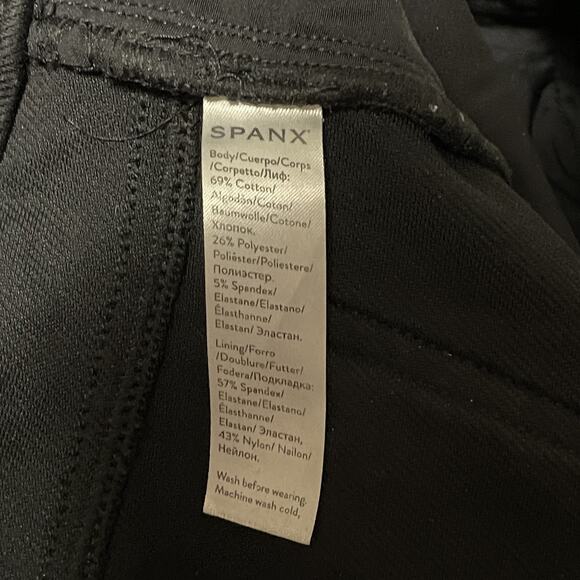 SPANX®
Body/Cuerpo/Corps
/Corpetto/Лиф:
69% Cotton/
Algodón/Coton/
Baumwolle/Cotone/
Хлопок.
26% Polyester/
Poliéster/Poliestere/
Полиэстер.
5% Spandex/
Elastane/Elastano/
Élasthanne/
Elastan/ Эластан.
Lining/Forro
/Doublure/Futter/
Fodera/Подкладка:
57% Spandex/
Elastane/Elastano/
Élasthanne/
Elastan/ Эластан,
43% Nylon/ Nailon/
Нейлон.
Wash before wearing.
Machine wash cold,